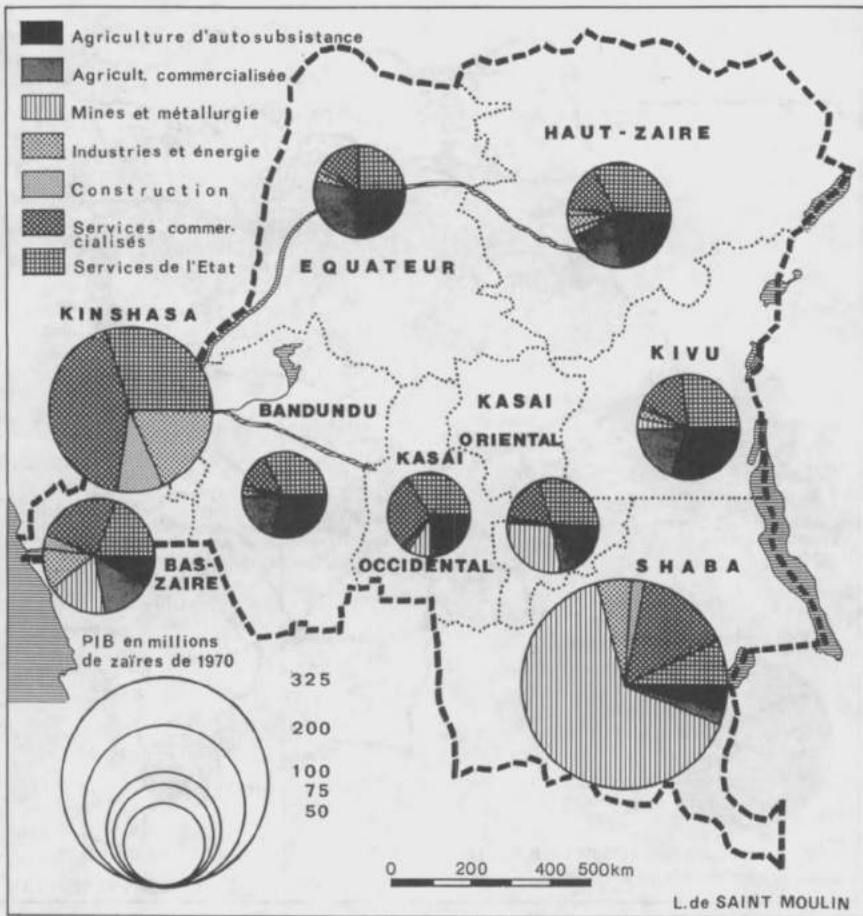 Agriculture d'autosubsistance
Agricult. commercialisée
Mines et métallurgie
Industries et énergie
Construction
Services commer-
cialisés
Services de l'Etat
HAUT-ZAIRE
EQUATEUR
KINSHASA
KIVU
BANDUNDU
KASAI
ORIENTAL
KASAI
OCCIDENTAL
BAS-
ZAIRE
SHABA
PIB en millions
de zaïres de 1970
325
200
100
75
50
0 200 400 500km
L.de SAINT MOULIN